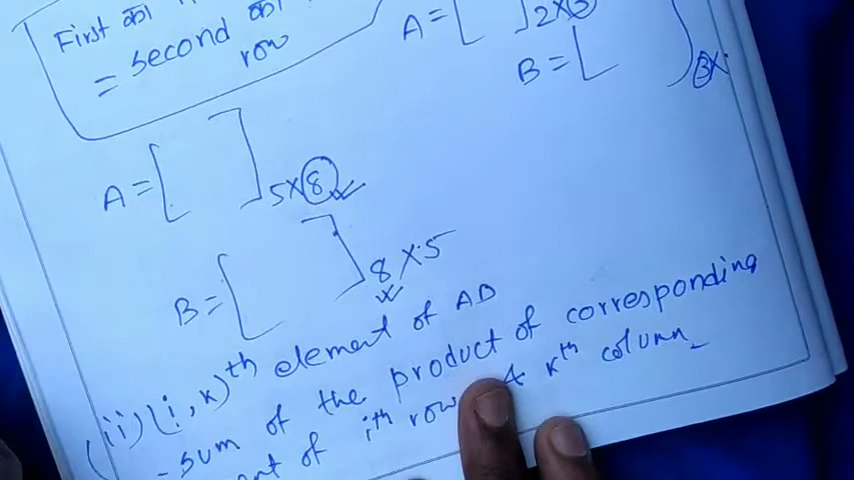 First का
= second का
row
A = [ ]2×3
B = [ ]3×
A = [ ]5×8
B = [ ]8×5
(ii) (i, k)th element of AB
- sum of the product of corresponding
ent of ith row & kth column